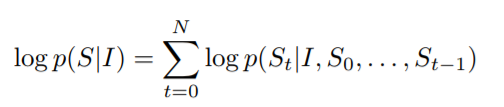 log p(S|I) = ∑_{t=0}^{N} log p(S_t|I, S_0, . . . , S_{t−1})